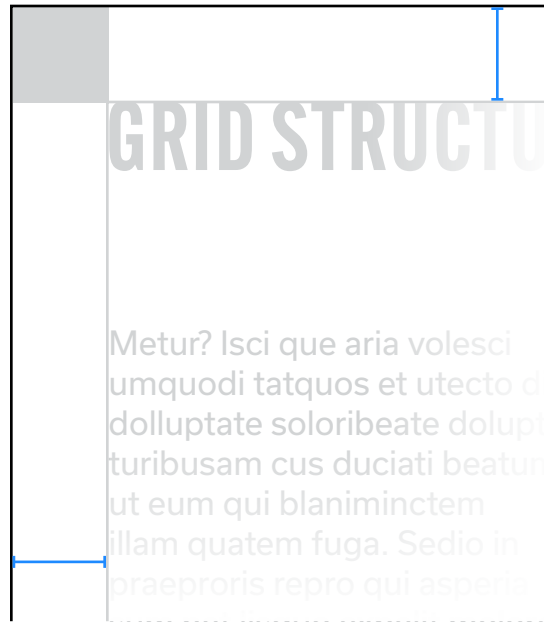 GRID STRUCTU
Metur? Isci que aria volesci
umquodi tatquos et utecto d
dolluptate soloribeate dolupt
turibusam cus duciati beatum
ut eum qui blaniminctem
illam quatem fuga. Sedio in
praeproris repro qui asperia